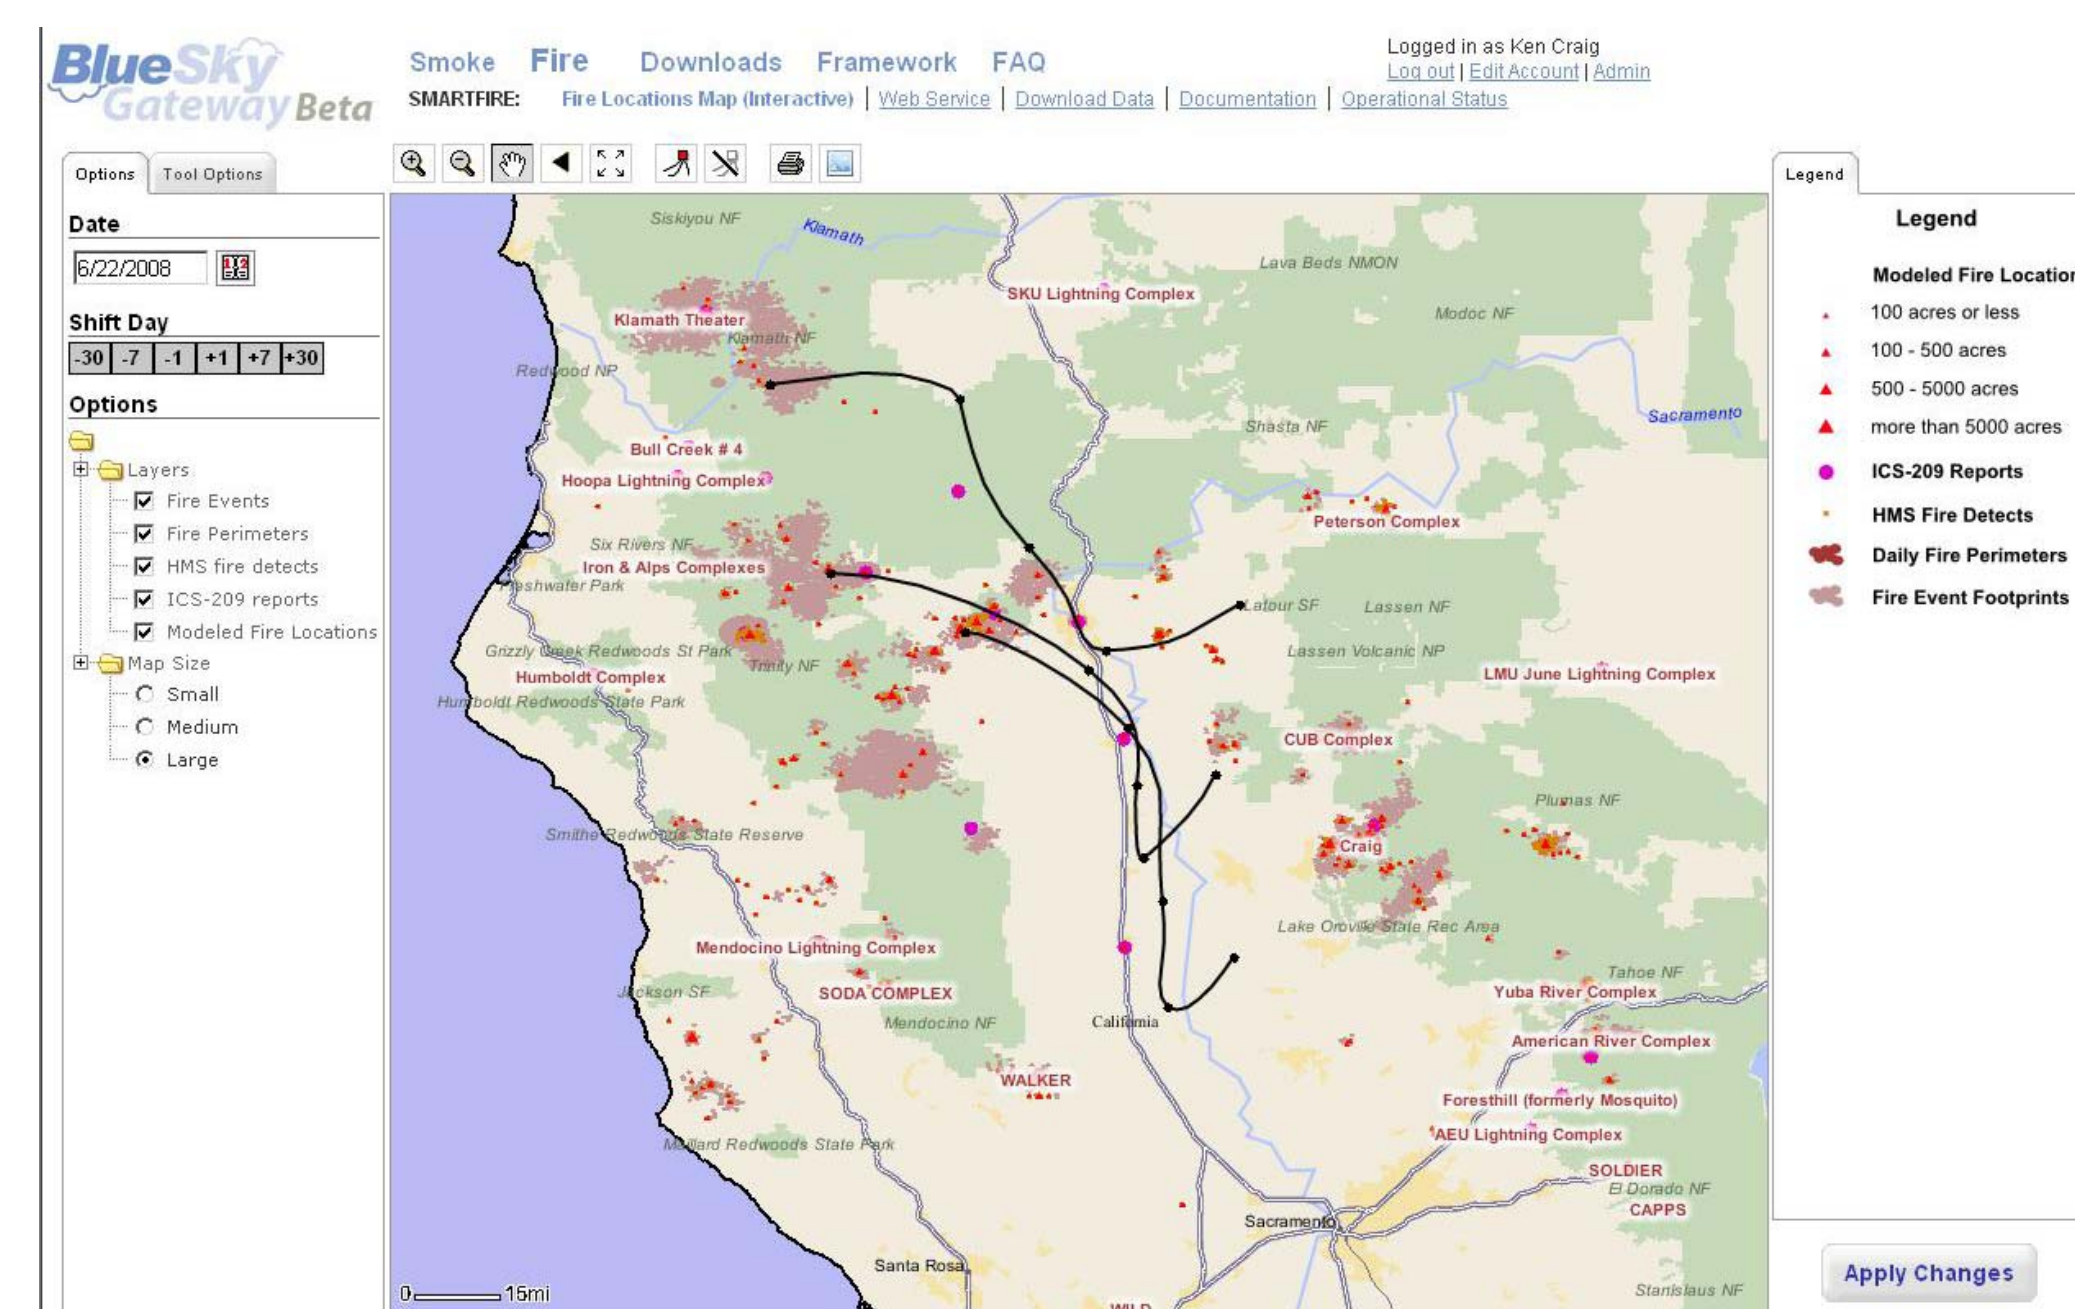 BlueSky
Gateway Beta
Smoke Fire Downloads Framework FAQ
SMARTFIRE: Fire Locations Map (Interactive) | Web Service | Download Data | Documentation | Operational Status
Logged in as Ken Craig
Log out | Edit Account | Admin
Options Tool Options
Date
6/22/2008
Shift Day
-30 -7 -1 +1 +7 +30
Options
Layers
Fire Events
Fire Perimeters
HMS fire detects
ICS-209 reports
Modeled Fire Locations
Map Size
Small
Medium
Large
Siskiyou NF
Klamath
Lava Beds NMON
SKU Lightning Complex
Modoc NF
Klamath Theater
Klamath NF
Redwood NP
Sacramento
Shasta NF
Bull Creek # 4
Hoopa Lightning Complex
Peterson Complex
Six Rivers NF
Iron & Alps Complexes
Freshwater Park
Latour SF
Lassen NF
Grizzly Creek Redwoods St Park
Trinity NF
Lassen Volcanic NP
Humboldt Complex
LMU June Lightning Complex
Humboldt Redwoods State Park
CUB Complex
Plumas NF
Smithe Redwoods State Reserve
Craig
Lake Oroville State Rec Area
Mendocino Lightning Complex
Tahoe NF
Jackson SF
SODA COMPLEX
Yuba River Complex
Mendocino NF
California
American River Complex
WALKER
Foresthill (formerly Mosquito)
AEU Lightning Complex
Maillard Redwoods State Park
SOLDIER
El Dorado NF
CAPPS
Sacramento
Santa Rosa
Stanislaus NF
0 15mi
WILD
Legend
Legend
Modeled Fire Location
100 acres or less
100 - 500 acres
500 - 5000 acres
more than 5000 acres
ICS-209 Reports
HMS Fire Detects
Daily Fire Perimeters
Fire Event Footprints
Apply Changes